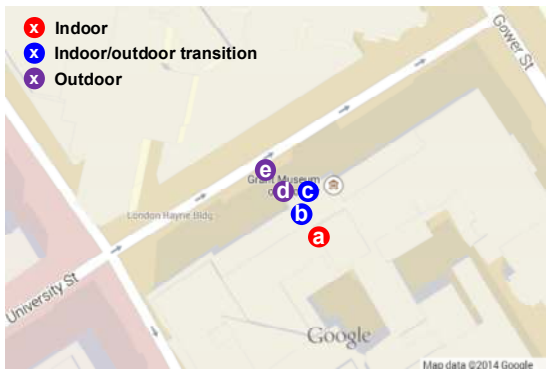 x Indoor
x Indoor/outdoor transition
x Outdoor
Gower St
e
Grant Museum
d
c
London Hayne Bldg
b
a
University St
Google
Map data ©2014 Google